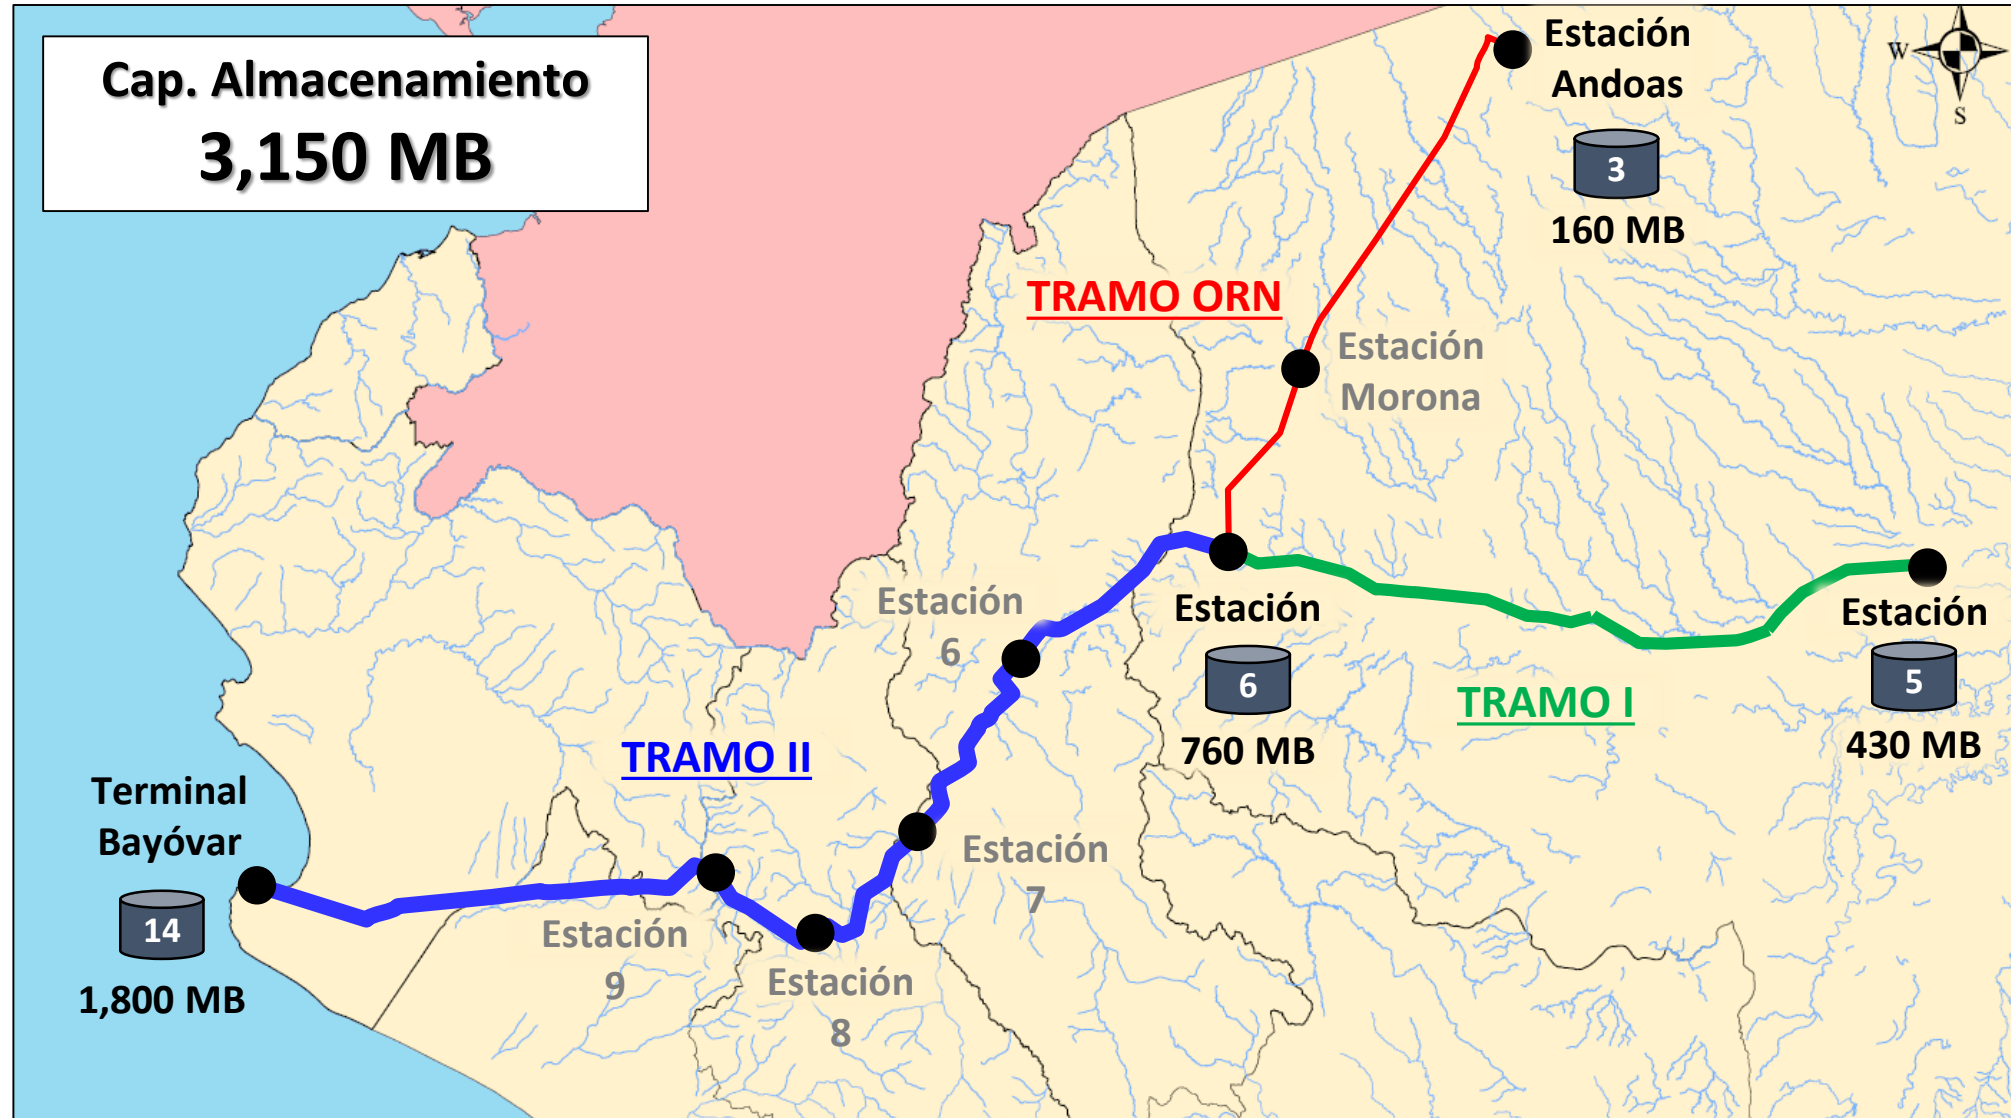 Cap. Almacenamiento
3,150 MB
Estación
Andoas
3
160 MB
W
S
TRAMO ORN
Estación
Morona
Estación
6
Estación
6
760 MB
TRAMO I
Estación
5
430 MB
TRAMO II
Terminal
Bayóvar
14
1,800 MB
Estación
7
Estación
9
Estación
8